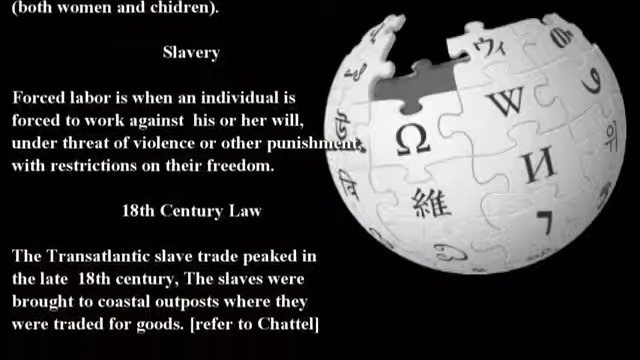 (both women and chidren).
Slavery
Forced labor is when an individual is
forced to work against his or her will,
under threat of violence or other punishment,
with restrictions on their freedom.
18th Century Law
The Transatlantic slave trade peaked in
the late 18th century, The slaves were
brought to coastal outposts where they
were traded for goods. [refer to Chattel]
ウィ
W
Ω
И
위
維